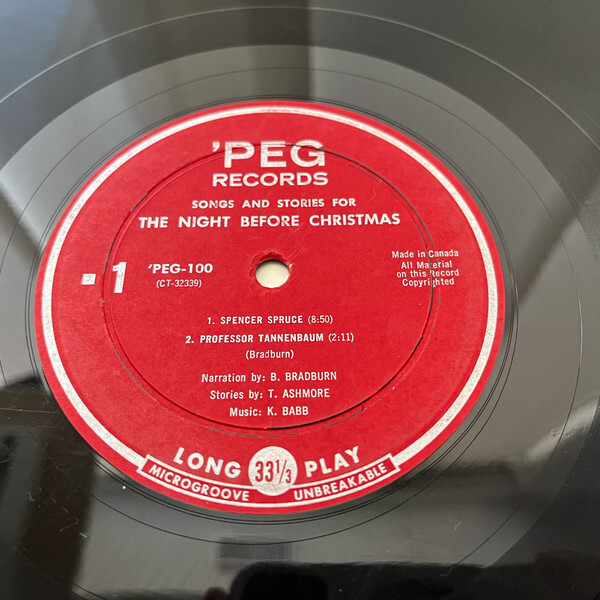 'PEG
RECORDS
SONGS AND STORIES FOR
THE NIGHT BEFORE CHRISTMAS
1
'PEG-100
(CT-32339)
Made in Canada
All Material
on this Record
Copyrighted
1. SPENCER SPRUCE (8:50)
2. PROFESSOR TANNENBAUM (2:11)
(Bradburn)
Narration by: B. BRADBURN
Stories by: T. ASHMORE
Music: K. BABB
LONG 33 1/3 PLAY
MICROGROOVE UNBREAKABLE